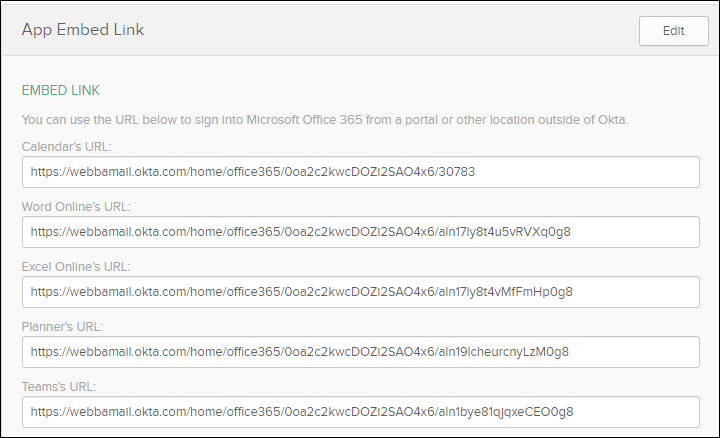 App Embed Link
Edit
EMBED LINK
You can use the URL below to sign into Microsoft Office 365 from a portal or other location outside of Okta.
Calendar's URL:
https://webbamail.okta.com/home/office365/0oa2c2kwcDOZi2SAO4x6/30783
Word Online's URL:
https://webbamail.okta.com/home/office365/0oa2c2kwcDOZi2SAO4x6/aln17ly8t4u5vRVXq0g8
Excel Online's URL:
https://webbamail.okta.com/home/office365/0oa2c2kwcDOZi2SAO4x6/aln17ly8t4vMfFmHp0g8
Planner's URL:
https://webbamail.okta.com/home/office365/0oa2c2kwcDOZi2SAO4x6/aln19lcheurcnyLzM0g8
Teams's URL:
https://webbamail.okta.com/home/office365/0oa2c2kwcDOZi2SAO4x6/aln1bye81qjqxeCEO0g8